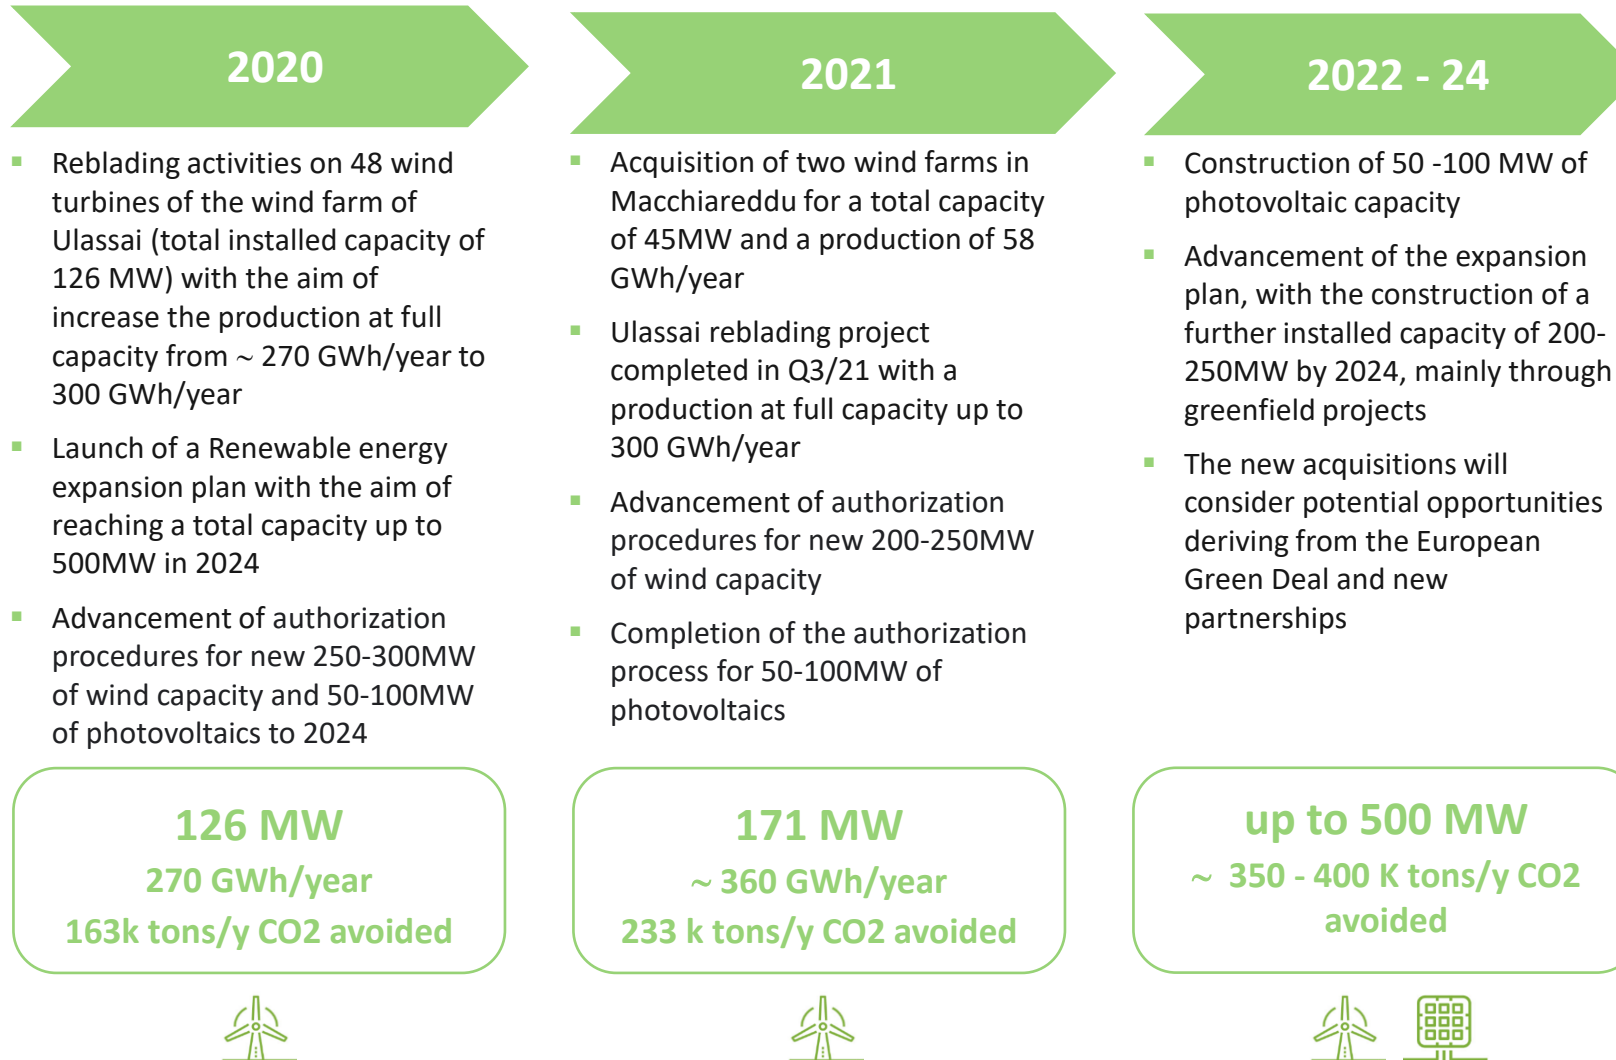 2020
Reblading activities on 48 wind
turbines of the wind farm of
Ulassai (total installed capacity of
126 MW) with the aim of
increase the production at full
capacity from ~ 270 GWh/year to
300 GWh/year
Launch of a Renewable energy
expansion plan with the aim of
reaching a total capacity up to
500MW in 2024
Advancement of authorization
procedures for new 250-300MW
of wind capacity and 50-100MW
of photovoltaics to 2024
126 MW
270 GWh/year
163k tons/y CO2 avoided
2021
Acquisition of two wind farms in
Macchiareddu for a total capacity
of 45MW and a production of 58
GWh/year
Ulassai reblading project
completed in Q3/21 with a
production at full capacity up to
300 GWh/year
Advancement of authorization
procedures for new 200-250MW
of wind capacity
Completion of the authorization
process for 50-100MW of
photovoltaics
171 MW
~ 360 GWh/year
233 k tons/y CO2 avoided
2022 - 24
Construction of 50 -100 MW of
photovoltaic capacity
Advancement of the expansion
plan, with the construction of a
further installed capacity of 200-
250MW by 2024, mainly through
greenfield projects
The new acquisitions will
consider potential opportunities
deriving from the European
Green Deal and new
partnerships
up to 500 MW
~ 350 - 400 K tons/y CO2
avoided